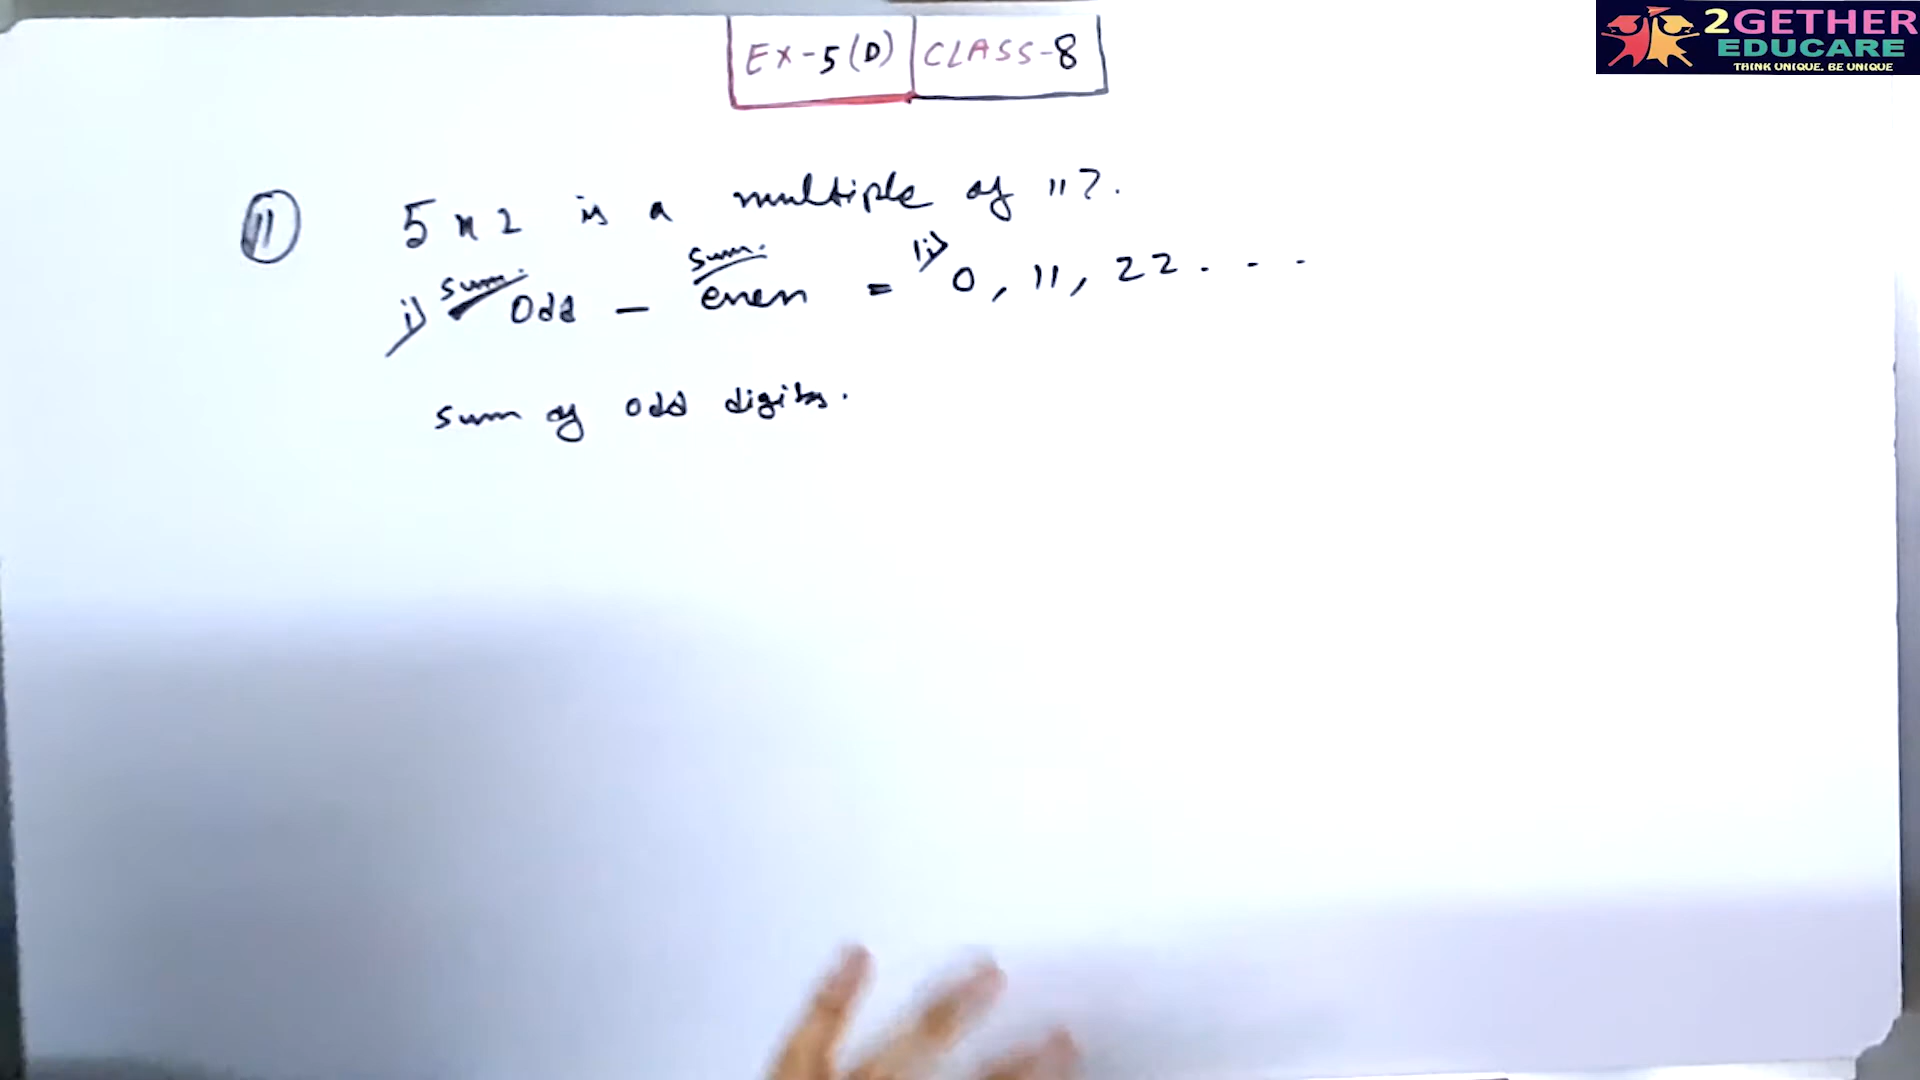 EX-5(D) CLASS-8
2GETHER
EDUCARE
THINK UNIQUE. BE UNIQUE
11 5x2 is a multiple of 11?.
i) sum. odd - sum. even = ii) 0, 11, 22...
sum of odd digits.